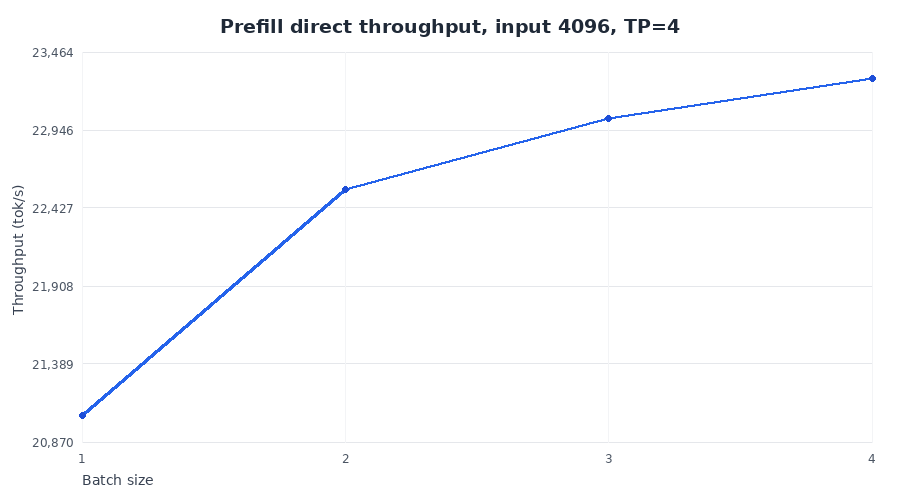 Prefill direct throughput, input 4096, TP=4
23,464
22,946
22,427
21,908
21,389
20,870
Throughput (tok/s)
1 2 3 4
Batch size